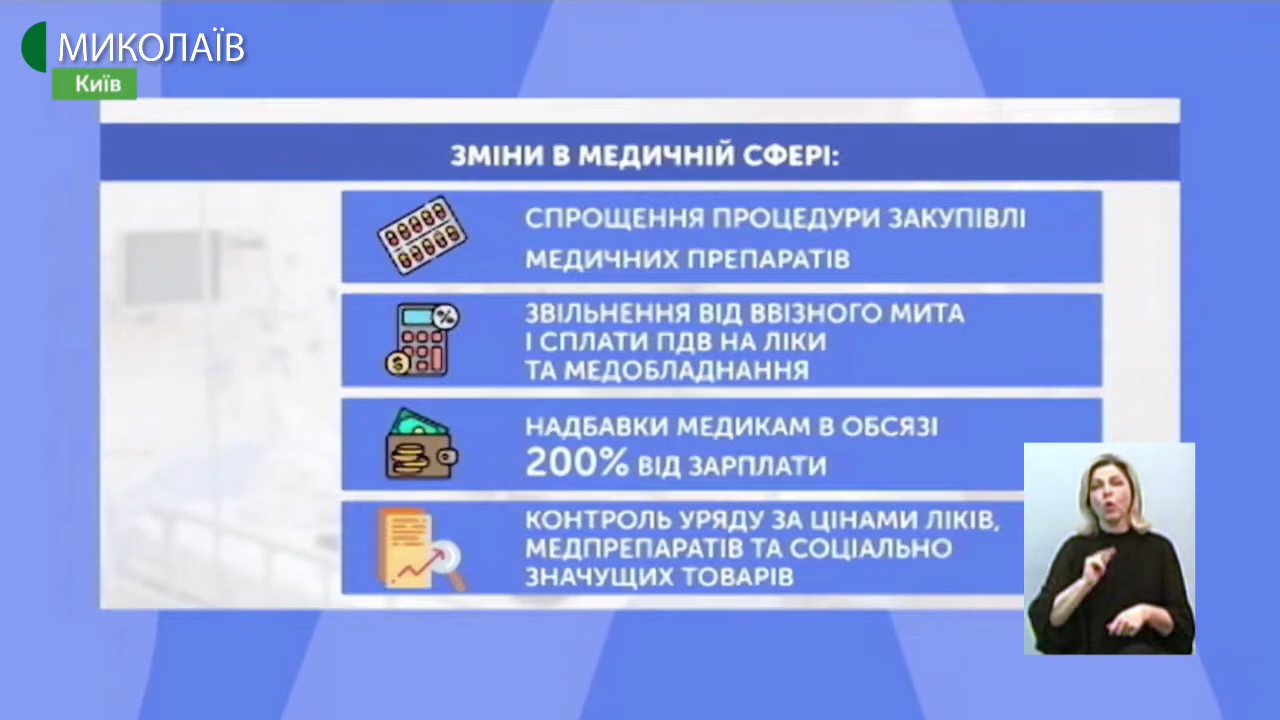 МИКОЛАЇВ
Київ
ЗМІНИ В МЕДИЧНІЙ СФЕРІ:
СПРОЩЕННЯ ПРОЦЕДУРИ ЗАКУПІВЛІ
МЕДИЧНИХ ПРЕПАРАТІВ
ЗВІЛЬНЕННЯ ВІД ВВІЗНОГО МИТА
І СПЛАТИ ПДВ НА ЛІКИ
ТА МЕДОБЛАДНАННЯ
НАДБАВКИ МЕДИКАМ В ОБСЯЗІ
200% ВІД ЗАРПЛАТИ
КОНТРОЛЬ УРЯДУ ЗА ЦІНАМИ ЛІКІВ,
МЕДПРЕПАРАТІВ ТА СОЦІАЛЬНО
ЗНАЧУЩИХ ТОВАРІВ